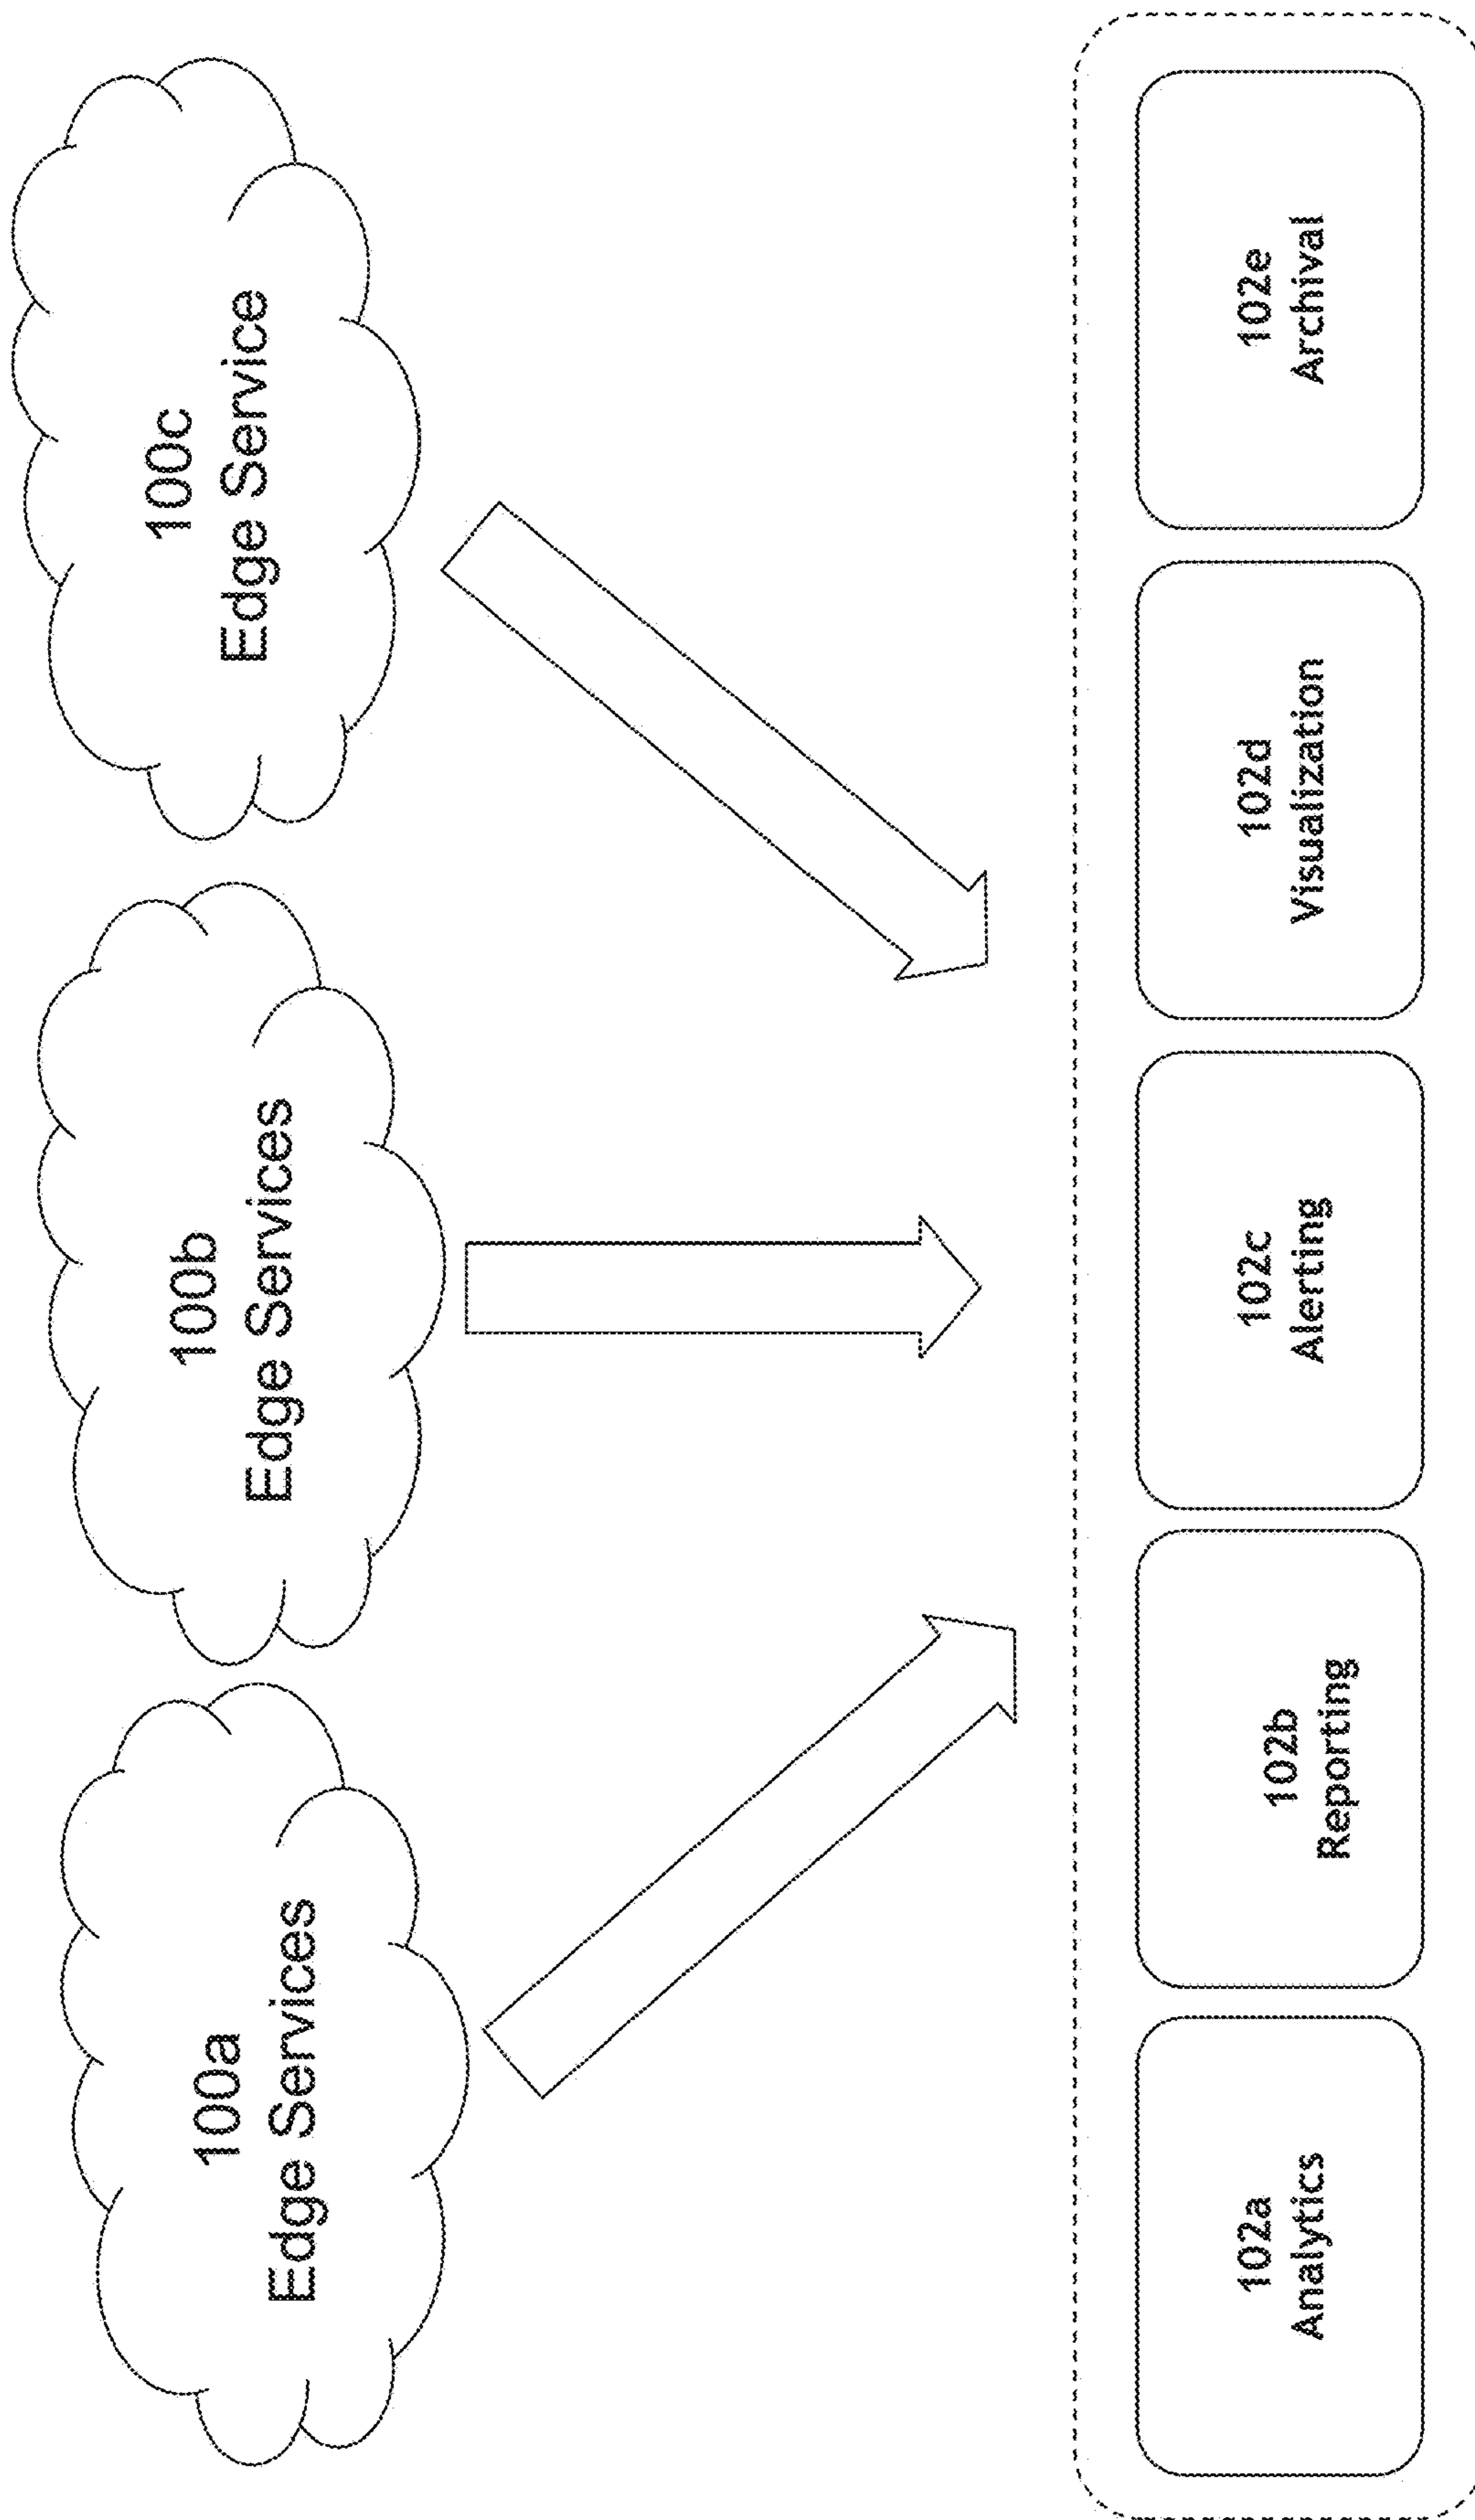 100a
Edge Services
100b
Edge Services
100c
Edge Service
102a
Analytics
102b
Reporting
102c
Alerting
102d
Visualization
102e
Archival